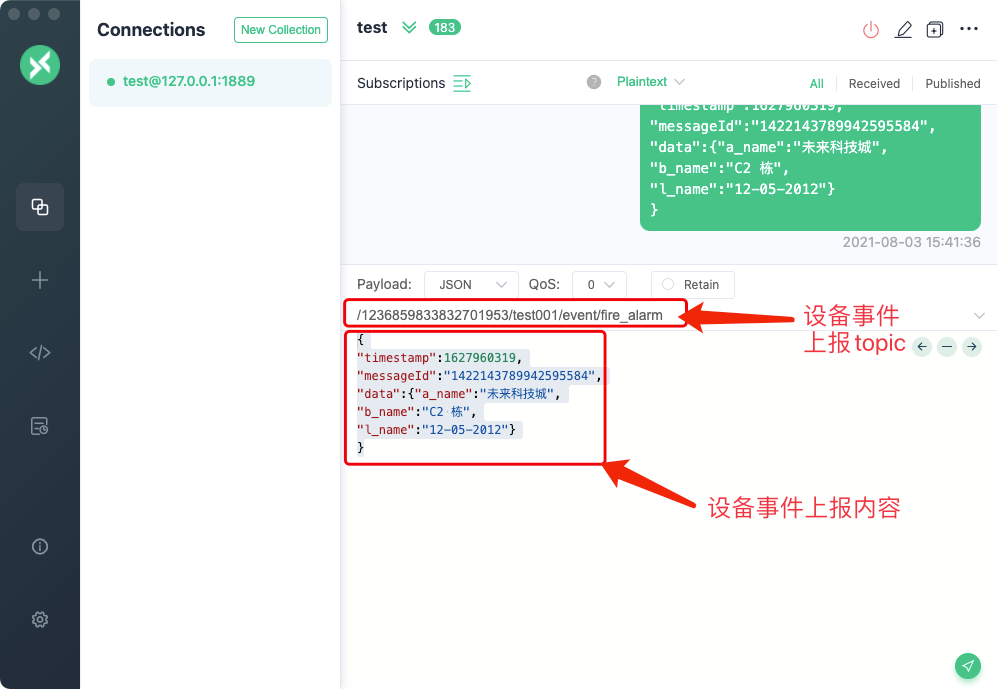 Connections
New Collection
test@127.0.0.1:1889
test
183
Subscriptions
Plaintext
All
Received
Published
"timestamp":1627960319,
"messageId":"1422143789942595584",
"data":{"a_name":"未来科技城",
"b_name":"C2 栋",
"l_name":"12-05-2012"}
}
2021-08-03 15:41:36
Payload:
JSON
QoS:
0
Retain
/1236859833832701953/test001/event/fire_alarm
设备事件
上报topic
{
"timestamp":1627960319,
"messageId":"1422143789942595584",
"data":{"a_name":"未来科技城",
"b_name":"C2 栋",
"l_name":"12-05-2012"}
}
设备事件上报内容